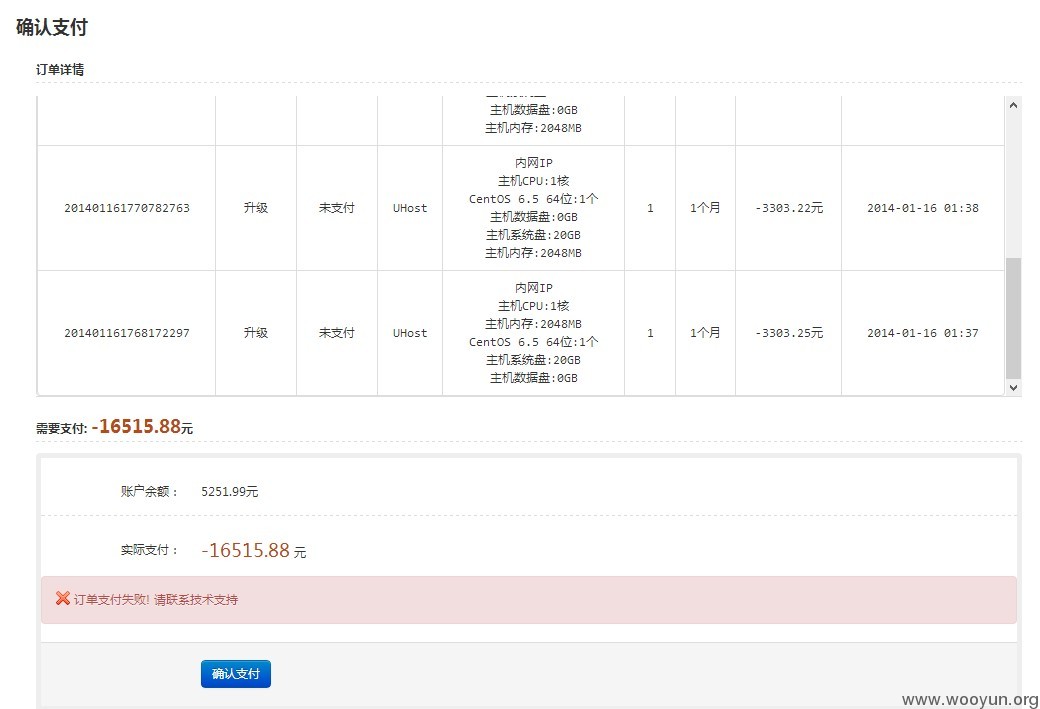 确认支付
订单详情
主机数据盘:0GB
主机内存:2048MB
201401161770782763 升级 未支付 UHost 内网IP 1 1个月 -3303.22元 2014-01-16 01:38
主机CPU:1核
CentOS 6.5 64位:1个
主机数据盘:0GB
主机系统盘:20GB
主机内存:2048MB
201401161768172297 升级 未支付 UHost 内网IP 1 1个月 -3303.25元 2014-01-16 01:37
主机CPU:1核
主机内存:2048MB
CentOS 6.5 64位:1个
主机系统盘:20GB
主机数据盘:0GB
需要支付: -16515.88元
账户余额： 5251.99元
实际支付： -16515.88 元
订单支付失败! 请联系技术支持
确认支付
www.wooyun.org